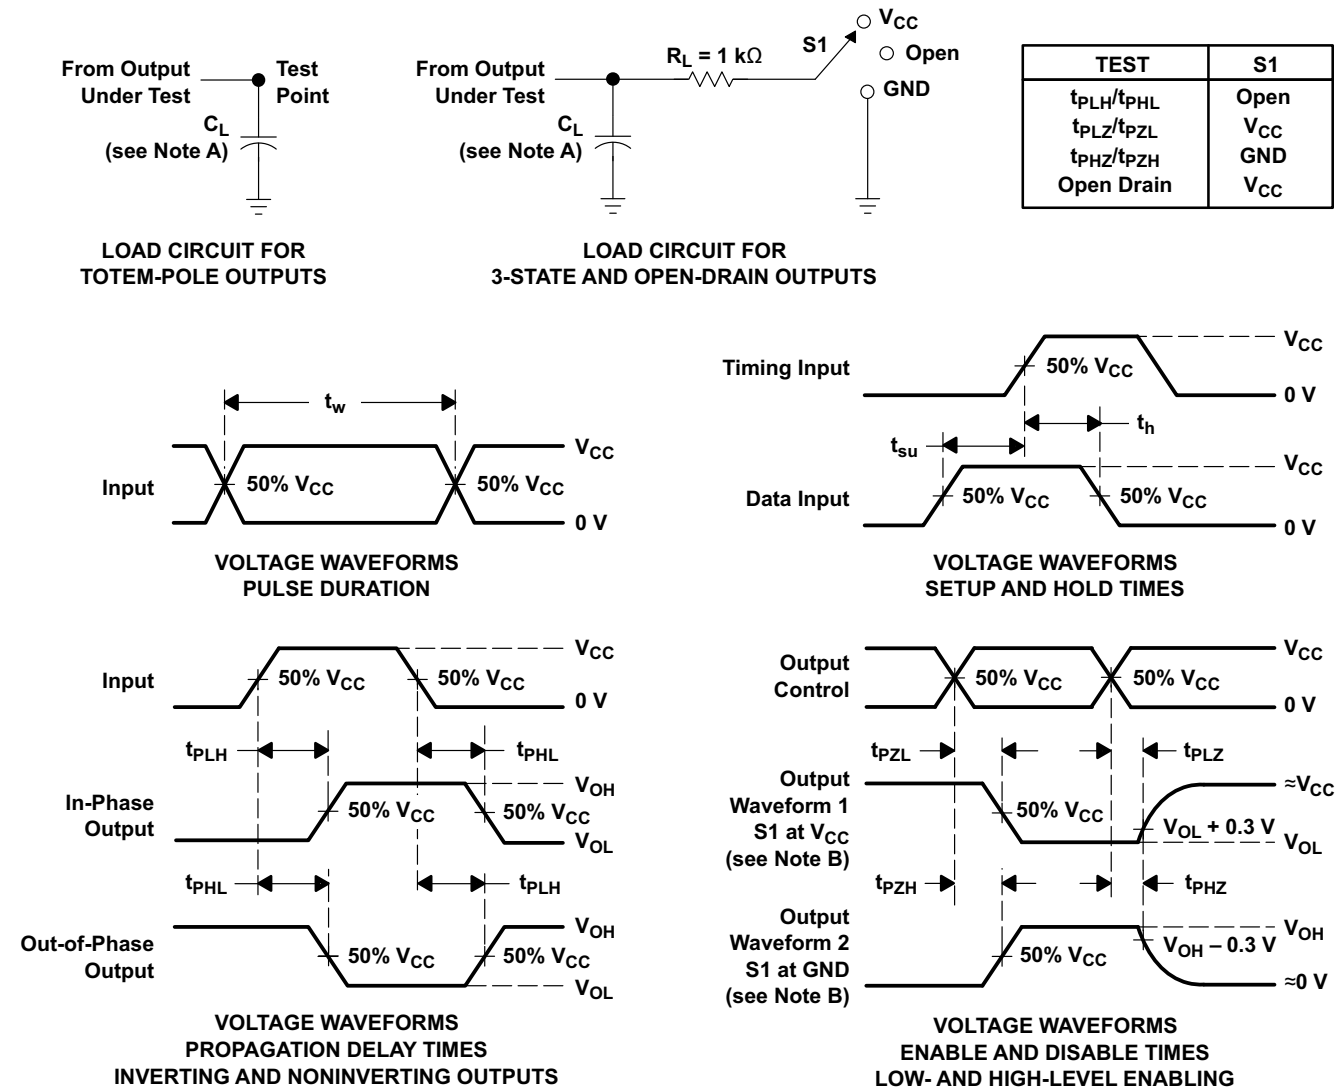 From Output
Under Test
Test
Point
CL
(see Note A)
LOAD CIRCUIT FOR
TOTEM-POLE OUTPUTS
From Output
Under Test
RL = 1 kΩ
S1
VCC
Open
GND
CL
(see Note A)
LOAD CIRCUIT FOR
3-STATE AND OPEN-DRAIN OUTPUTS
TEST S1
tPLH/tPHL Open
tPLZ/tPZL VCC
tPHZ/tPZH GND
Open Drain VCC
tw
Input
50% VCC
50% VCC
VCC
0 V
VOLTAGE WAVEFORMS
PULSE DURATION
Timing Input
50% VCC
VCC
0 V
th
tsu
Data Input
50% VCC
50% VCC
VCC
0 V
VOLTAGE WAVEFORMS
SETUP AND HOLD TIMES
Input
50% VCC
50% VCC
VCC
0 V
tPLH
tPHL
In-Phase
Output
50% VCC
50% VCC
VOH
VOL
tPHL
tPLH
Out-of-Phase
Output
50% VCC
50% VCC
VOH
VOL
VOLTAGE WAVEFORMS
PROPAGATION DELAY TIMES
INVERTING AND NONINVERTING OUTPUTS
Output
Control
50% VCC
50% VCC
VCC
0 V
tPZL
tPLZ
Output
Waveform 1
S1 at VCC
(see Note B)
50% VCC
VOL + 0.3 V
≈VCC
VOL
tPZH
tPHZ
Output
Waveform 2
S1 at GND
(see Note B)
50% VCC
VOH − 0.3 V
VOH
≈0 V
VOLTAGE WAVEFORMS
ENABLE AND DISABLE TIMES
LOW- AND HIGH-LEVEL ENABLING